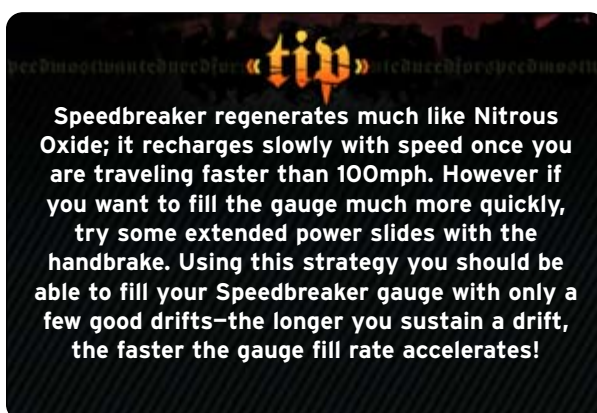 «tip»
Speedbreaker regenerates much like Nitrous
Oxide; it recharges slowly with speed once you
are traveling faster than 100mph. However if
you want to fill the gauge much more quickly,
try some extended power slides with the
handbrake. Using this strategy you should be
able to fill your Speedbreaker gauge with only a
few good drifts—the longer you sustain a drift,
the faster the gauge fill rate accelerates!